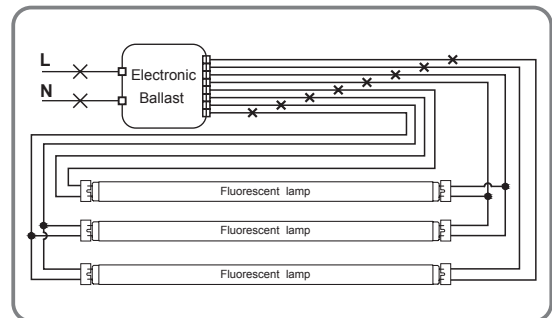 L
Electronic
N
Ballast
Fluorescent lamp
Fluorescent lamp
Fluorescent lamp